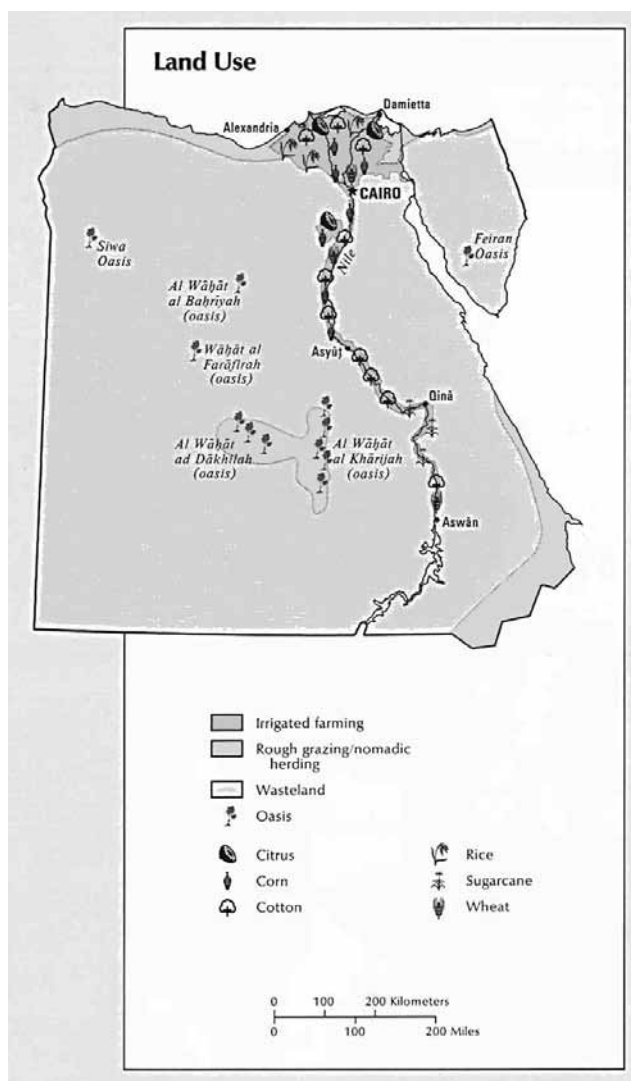 Land Use
Damietta
Alexandria
CAIRO
Siwa
Oasis
Feiran
Oasis
Nile
Al Wāḥāt
al Baḥrīyah
(oasis)
Asyūṭ
Wāḥāt al
Farāfirah
(oasis)
Qinā
Al Wāḥāt
ad Dākhilah
(oasis)
Al Wāḥāt
al Khārijah
(oasis)
Aswān
Irrigated farming
Rough grazing/nomadic
herding
Wasteland
Oasis
Citrus
Rice
Corn
Sugarcane
Cotton
Wheat
0 100 200 Kilometers
0 100 200 Miles